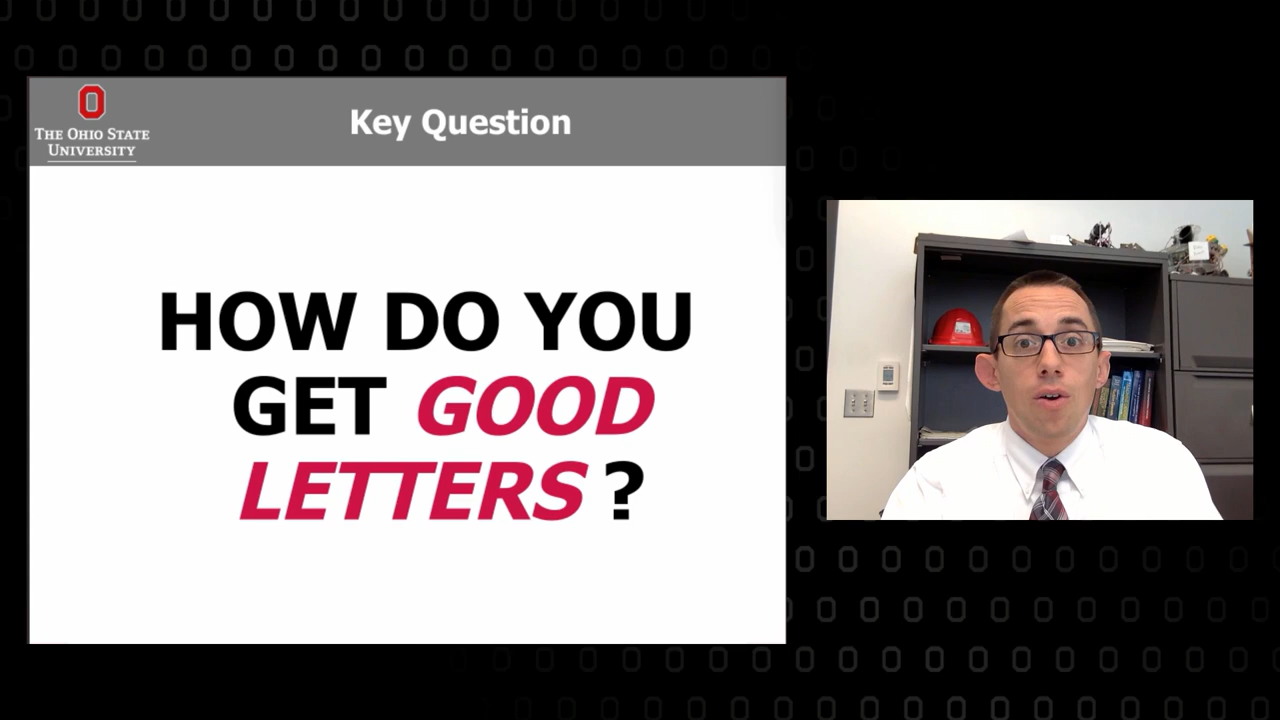 THE OHIO STATE
UNIVERSITY
Key Question
HOW DO YOU
GET GOOD
LETTERS ?